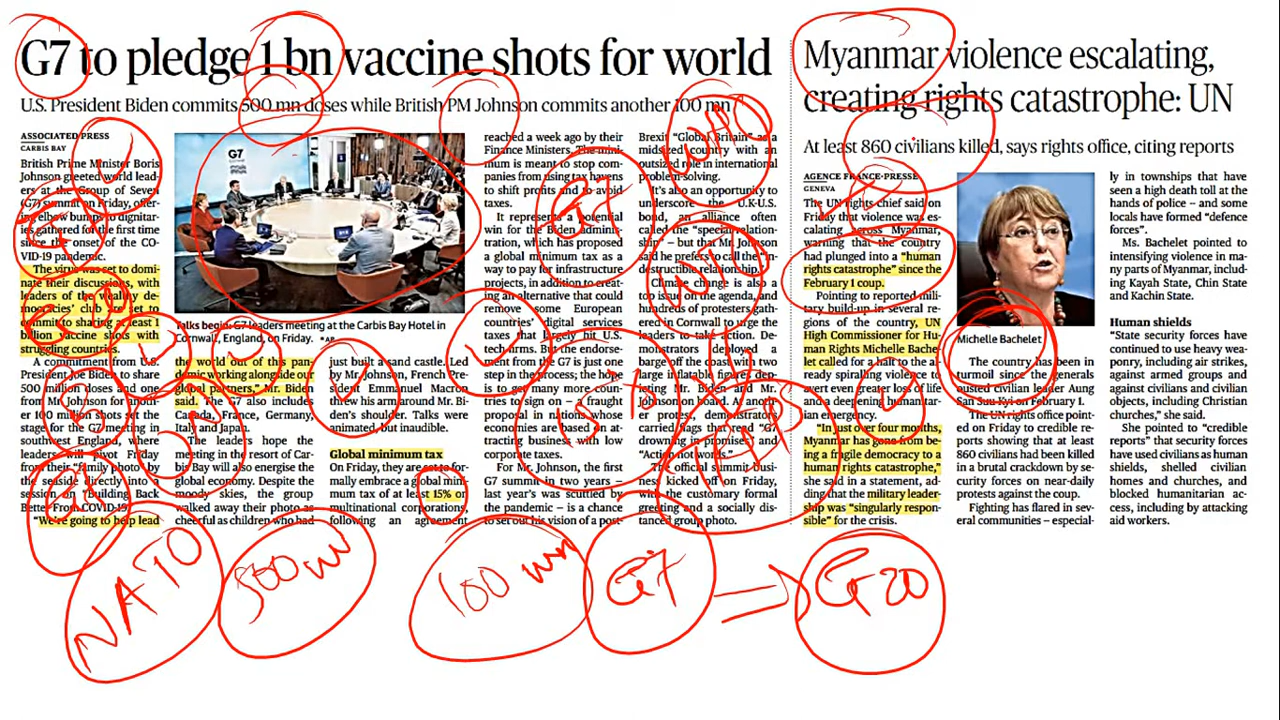 G7 to pledge 1 bn vaccine shots for world
U.S. President Biden commits 500 mn doses while British PM Johnson commits another 100 mn
ASSOCIATED PRESS
CARBIS BAY
British Prime Minister Boris
Johnson greeted world lead-
ers at the Group of Seven
(G7) summit on Friday, offer-
ing elbow bumps to dignitar-
ies gathered for the first time
since the onset of the CO-
VID-19 pandemic.
The virus was set to domi-
nate their discussions, with
leaders of the wealthy de-
mocracies' club set to
commit to sharing at least 1
billion vaccine shots with
struggling countries.
A commitment from U.S.
President Joe Biden to share
500 million doses and one
from Mr. Johnson for anoth-
er 100 million shots set the
stage for the G7 meeting in
southwest England, where
leaders will pivot Friday
from their "family photo by
the seaside directly into a
session "Building Back
Better From COVID-19"
"We're going to help lead
G7
Talks begin: G7 leaders meeting at the Carbis Bay Hotel in
Cornwall, England, on Friday. AP
the world out of this pan-
demic working alongside our
global partners," Mr. Biden
said. The G7 also includes
Canada, France, Germany,
Italy and Japan.
The leaders hope the
meeting in the resort of Car-
bis Bay will also energise the
global economy. Despite the
moody skies, the group
walked away their photo as
cheerful as children who had
just built a sand castle. Led
by Mr. Johnson, French Pre-
sident Emmanuel Macron
threw his armaround Mr. Bi-
den's shoulder. Talks were
animated, but inaudible.
Global minimum tax
On Friday, they are set to for-
mally embrace a global mini-
mum tax of at least 15% on
multinational corporations,
following an agreement
reached a week ago by their
Finance Ministers. The mini-
mum is meant to stop com-
panies from using tax havens
to shift profits and to avoid
taxes.
It represents a potential
win for the Biden adminis-
tration, which has proposed
a global minimum tax as a
way to pay for infrastructure
projects, in addition to creat-
ing an alternative that could
remove some European
countries' digital services
taxes that largely hit U.S.
tech firms. But the endorse-
ment from the G7 is just one
step in the process; the hope
is to get many more coun-
tries to sign on – a fraught
proposal in nations whose
economies are based on at-
tracting business with low
corporate taxes.
For Mr. Johnson, the first
G7 summit in two years –
last year's was scuttled by
the pandemic – is a chance
to set out his vision of a post-
Brexit "Global Britain" as a
midsized country with an
outsized role in international
problem-solving.
It's also an opportunity to
underscore the U.K-U.S.
bond, an alliance often
called the "special relation-
ship" – but that Mr. Johnson
said he prefers to call the "in-
destructible relationship."
Climate change is also a
top issue on the agenda, and
hundreds of protesters gath-
ered in Cornwall to urge the
leaders to take action. De-
monstrators deployed a
barge off the coast with two
large inflatable figures dep-
icting Mr. Biden and Mr.
Johnson on board. At anoth-
er protest, demonstrators
carried flags that read "G7
drowning in promises" and
"Action not words."
The official summit busi-
ness kicked off on Friday,
with the customary formal
greeting and a socially dis-
tanced group photo.
Myanmar violence escalating,
creating rights catastrophe: UN
At least 860 civilians killed, says rights office, citing reports
AGENCE FRANCE-PRESSE
GENEVA
The UN rights chief said on
Friday that violence was es-
calating across Myanmar,
warning that the country
had plunged into a "human
rights catastrophe" since the
February 1 coup.
Pointing to reported mili-
tary build-up in several re-
gions of the country, UN
High Commissioner for Hu-
man Rights Michelle Bache-
let called for a halt to the al-
ready spiralling violence to
avert even greater loss of life
and a deepening humanitar-
ian emergency.
"In just over four months,
Myanmar has gone from be-
ing a fragile democracy to a
human rights catastrophe,"
she said in a statement, ad-
ding that the military leader-
ship was "singularly respon-
sible" for the crisis.
Michelle Bachelet
The country has been in
turmoil since the generals
ousted civilian leader Aung
San Suu Kyi on February 1.
The UN rights office point-
ed on Friday to credible re-
ports showing that at least
860 civilians had been killed
in a brutal crackdown by se-
curity forces on near-daily
protests against the coup.
Fighting has flared in sev-
eral communities – especial-
ly in townships that have
seen a high death toll at the
hands of police – and some
locals have formed "defence
forces".
Ms. Bachelet pointed to
intensifying violence in ma-
ny parts of Myanmar, includ-
ing Kayah State, Chin State
and Kachin State.
Human shields
"State security forces have
continued to use heavy wea-
ponry, including air strikes,
against armed groups and
against civilians and civilian
objects, including Christian
churches," she said.
She pointed to "credible
reports" that security forces
have used civilians as human
shields, shelled civilian
homes and churches, and
blocked humanitarian ac-
cess, including by attacking
aid workers.
G7
NATO
500 mn
100 mn
G7
G20